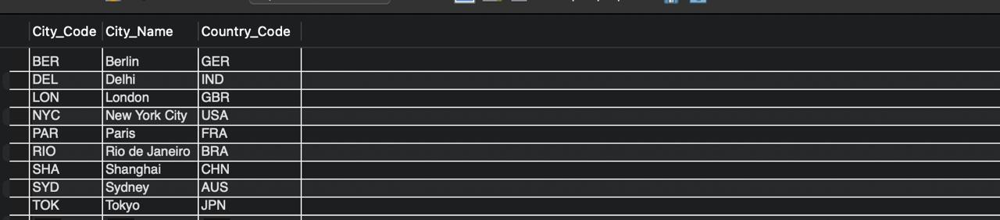 City_Code City_Name Country_Code
BER Berlin GER
DEL Delhi IND
LON London GBR
NYC New York City USA
PAR Paris FRA
RIO Rio de Janeiro BRA
SHA Shanghai CHN
SYD Sydney AUS
TOK Tokyo JPN